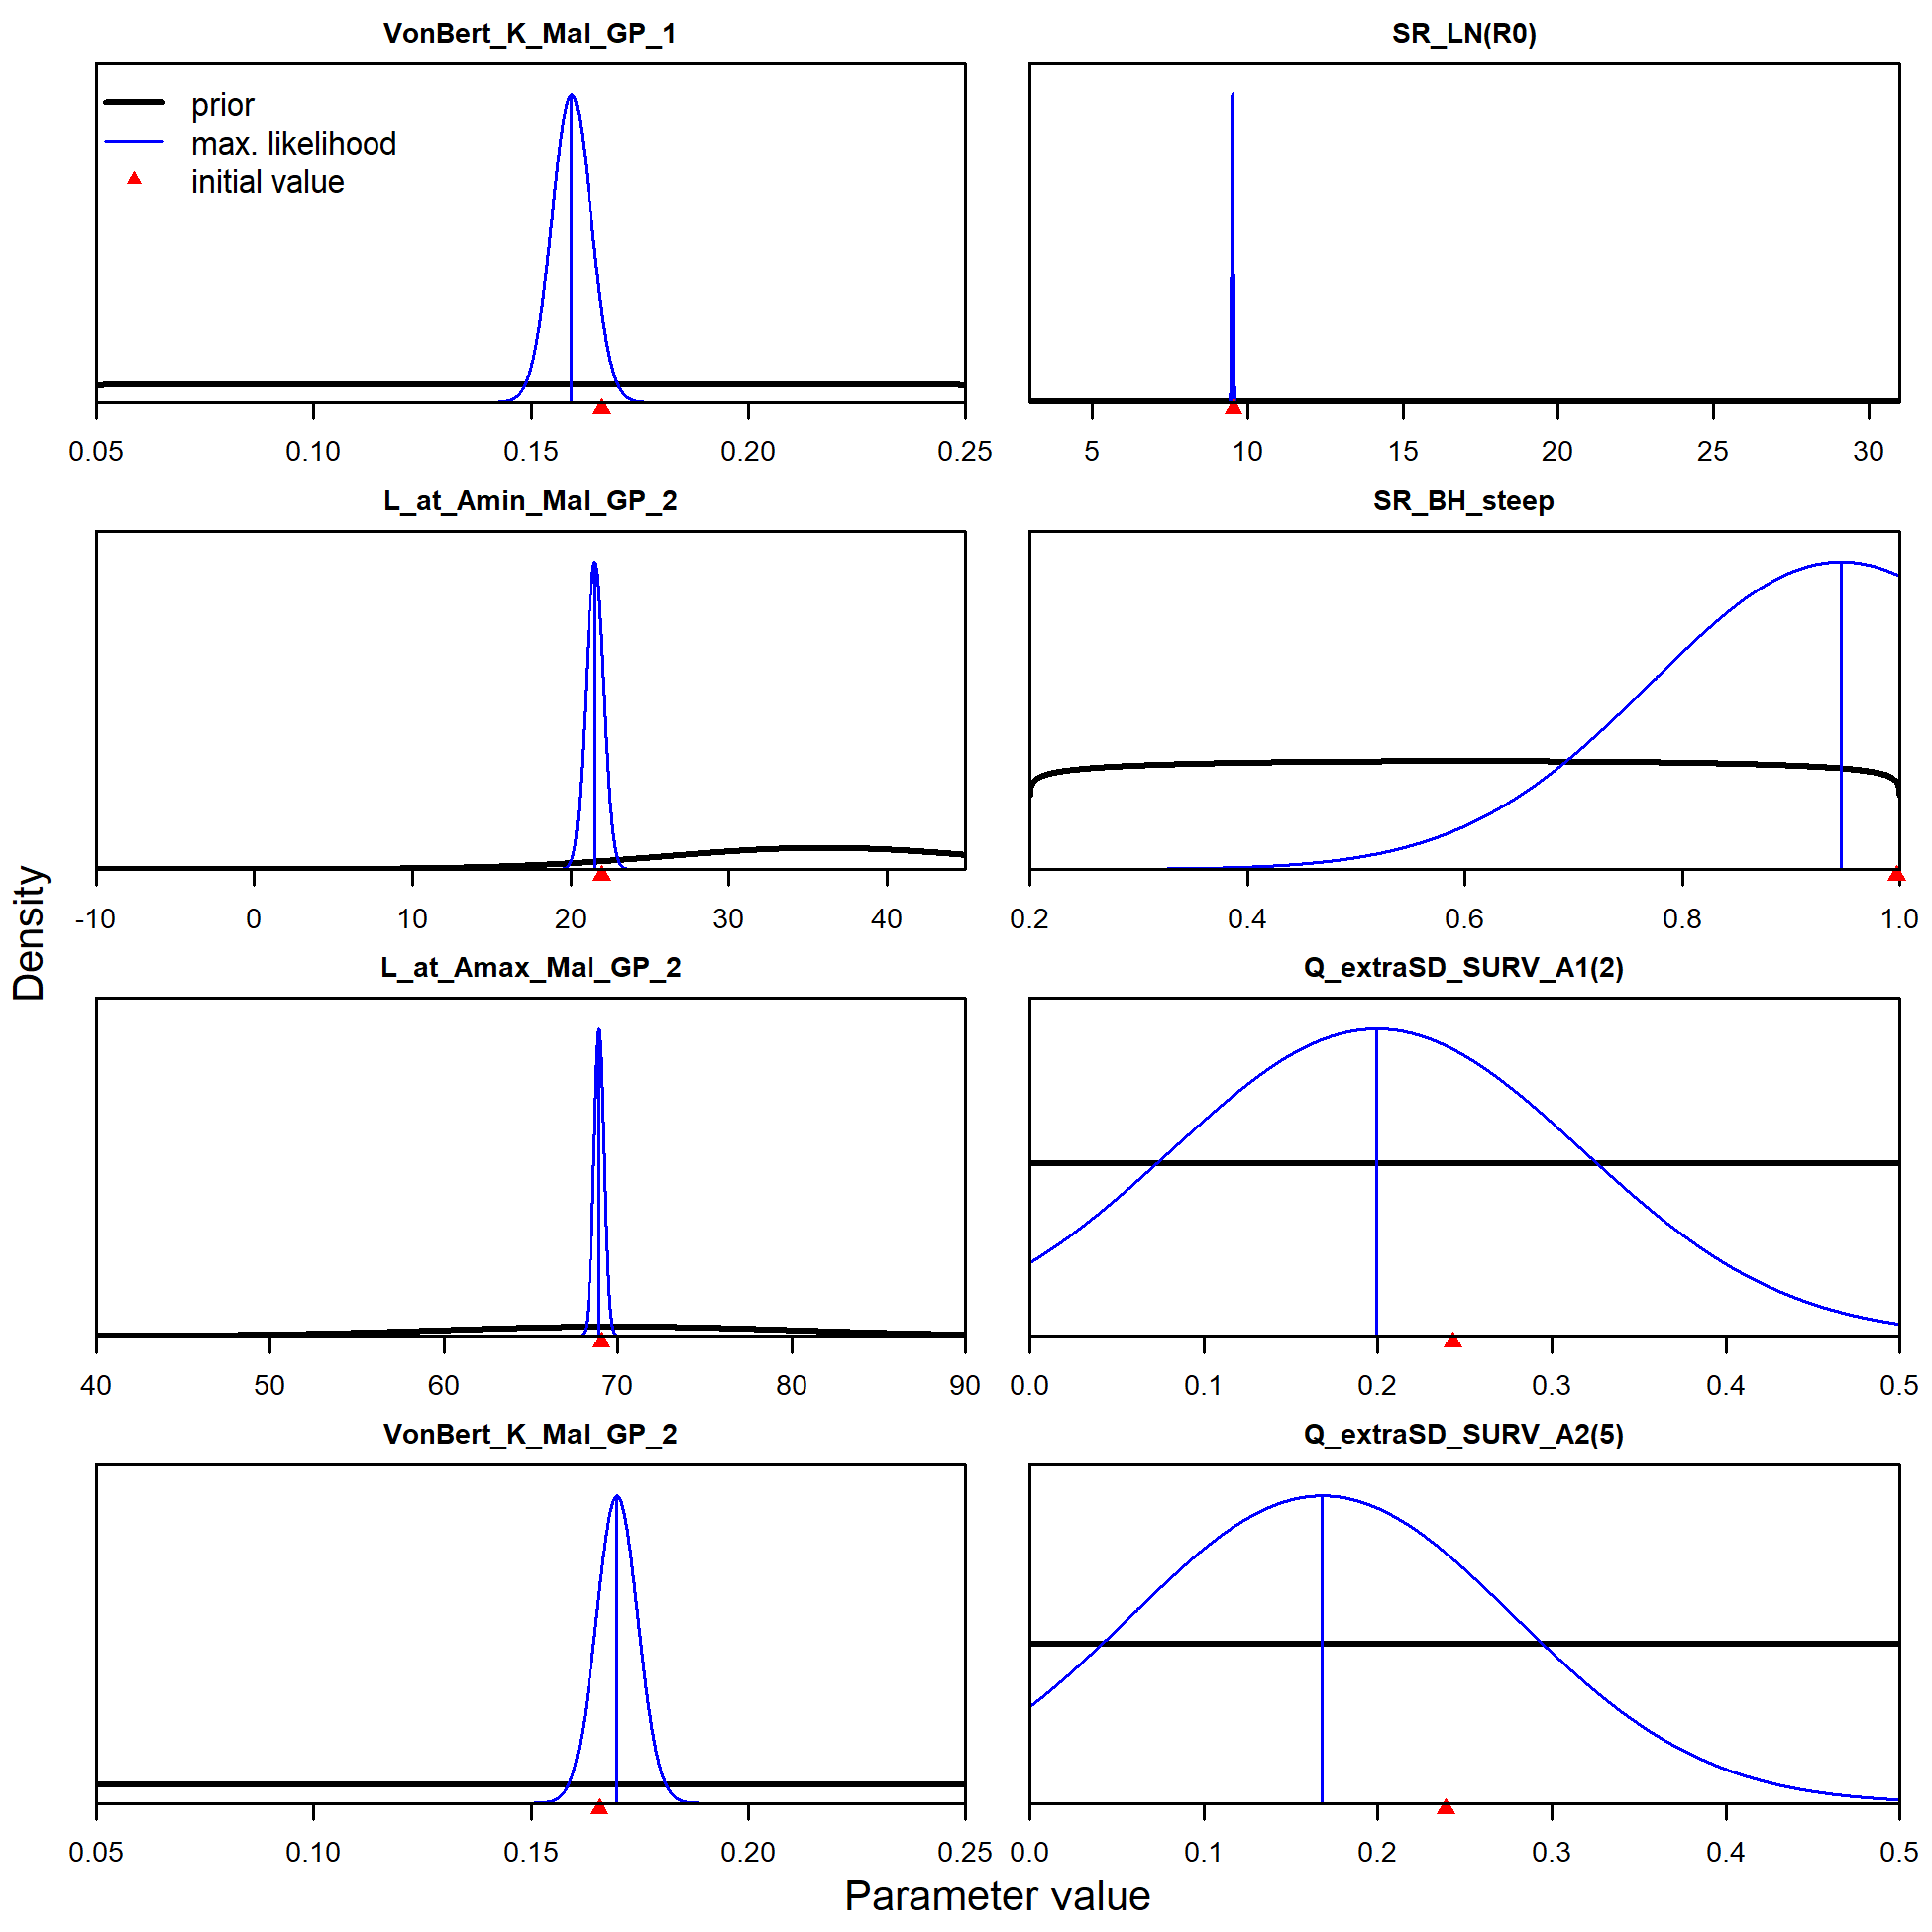 VonBert_K_Mal_GP_1
prior
max. likelihood
initial value
0.05 0.10 0.15 0.20 0.25
SR_LN(R0)
5 10 15 20 25 30
L_at_Amin_Mal_GP_2
-10 0 10 20 30 40
SR_BH_steep
0.2 0.4 0.6 0.8 1.0
L_at_Amax_Mal_GP_2
40 50 60 70 80 90
Q_extraSD_SURV_A1(2)
0.0 0.1 0.2 0.3 0.4 0.5
VonBert_K_Mal_GP_2
0.05 0.10 0.15 0.20 0.25
Q_extraSD_SURV_A2(5)
0.0 0.1 0.2 0.3 0.4 0.5
Density
Parameter value